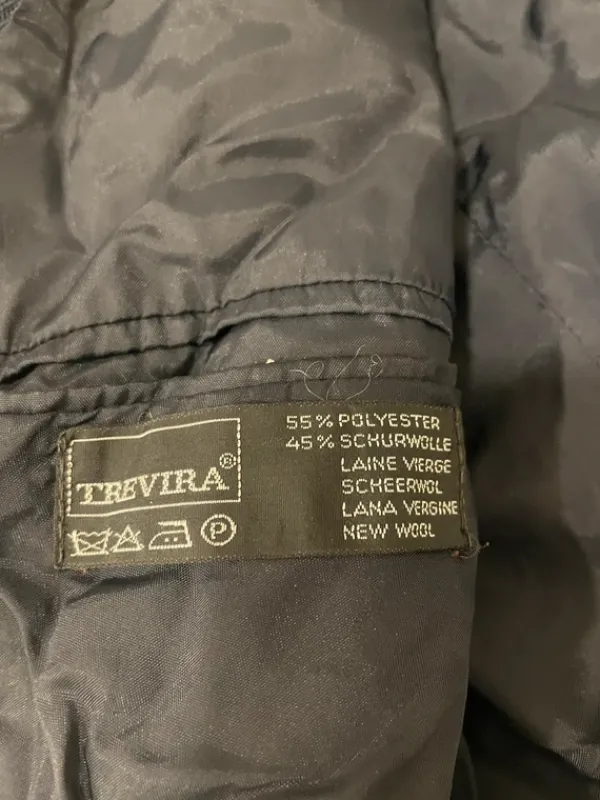 TREVIRA®
55% POLYESTER
45% SCHURWOLLE
LAINE VIERGE
SCHEERWOL
LANA VERGINE
NEW WOOL
P